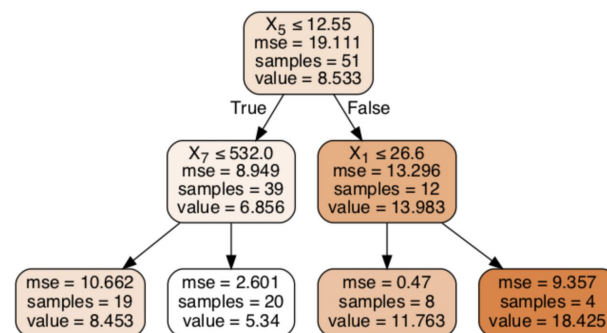 X₅ ≤ 12.55
mse = 19.111
samples = 51
value = 8.533
True
False
X₇ ≤ 532.0
mse = 8.949
samples = 39
value = 6.856
X₁ ≤ 26.6
mse = 13.296
samples = 12
value = 13.983
mse = 10.662
samples = 19
value = 8.453
mse = 2.601
samples = 20
value = 5.34
mse = 0.47
samples = 8
value = 11.763
mse = 9.357
samples = 4
value = 18.425